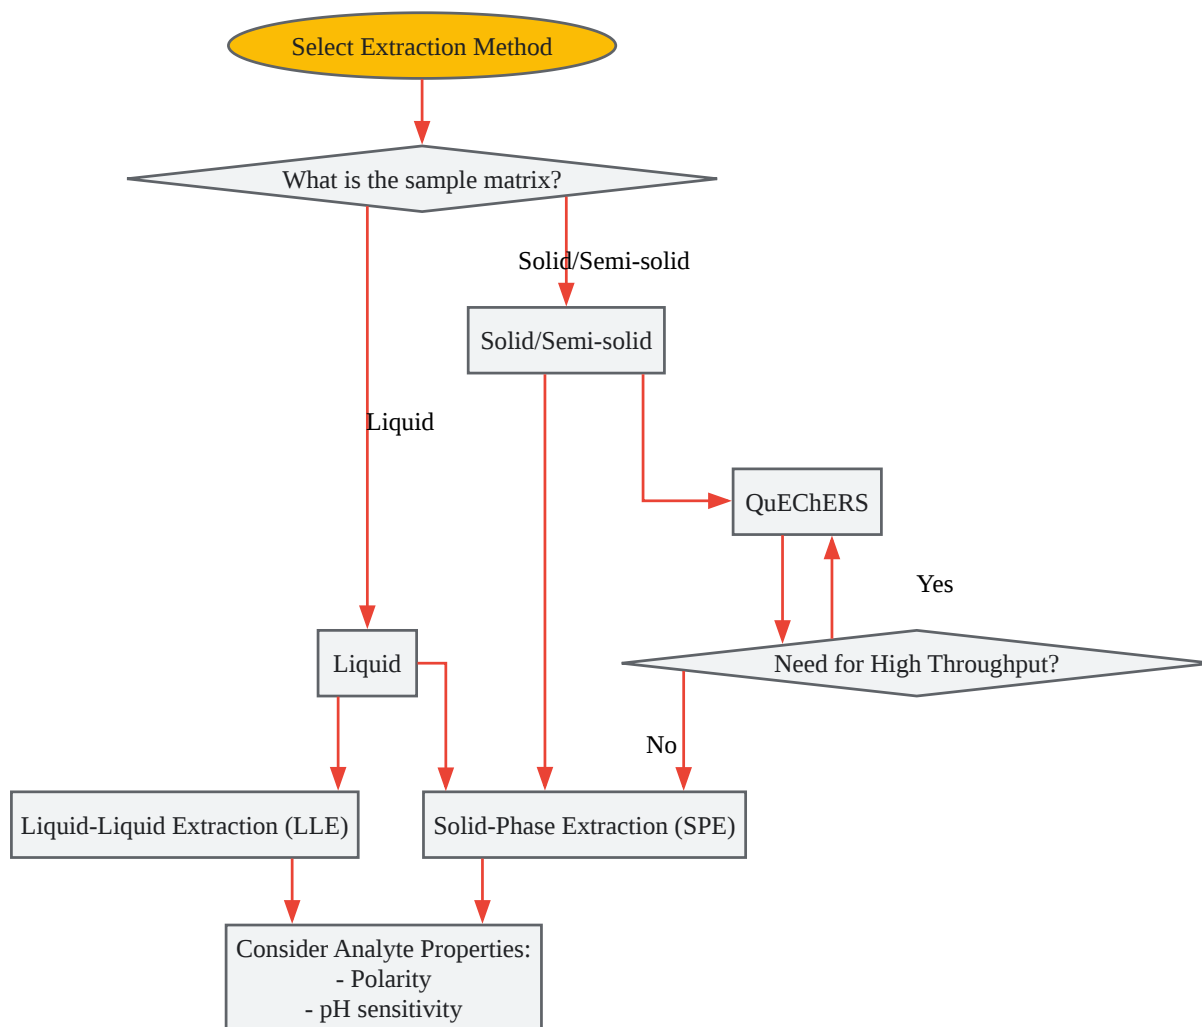 Select Extraction Method
What is the sample matrix?
Solid/Semi-solid
Solid/Semi-solid
Liquid
QuEChERS
Yes
Liquid
Need for High Throughput?
No
Liquid-Liquid Extraction (LLE)
Solid-Phase Extraction (SPE)
Consider Analyte Properties:
- Polarity
- pH sensitivity